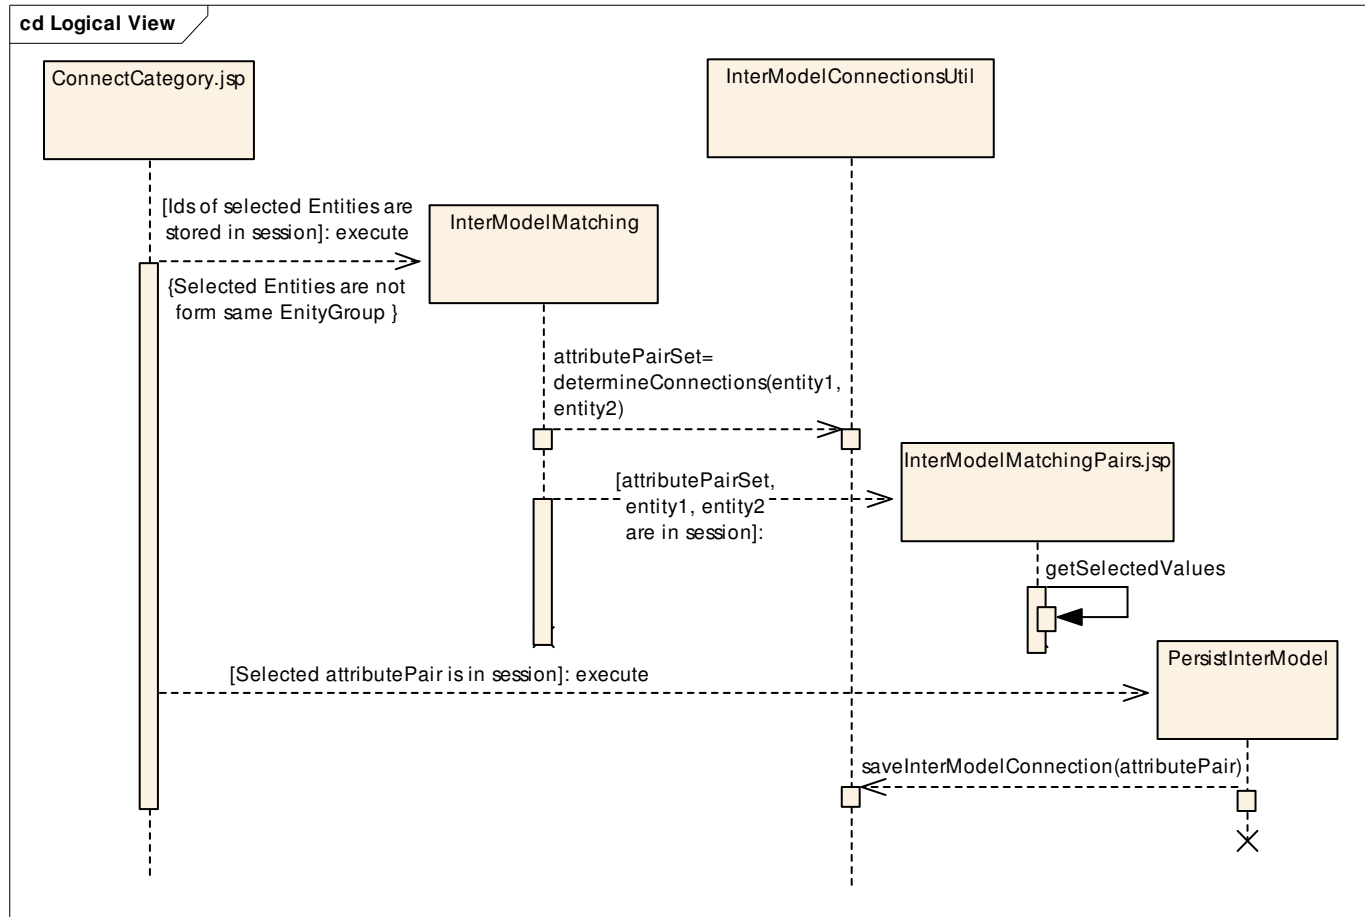 cd Logical View
ConnectCategory.jsp
InterModelConnectionsUtil
[Ids of selected Entities are
stored in session]: execute
InterModelMatching
{Selected Entities are not
form same EnityGroup }
attributePairSet=
determineConnections(entity1,
entity2)
InterModelMatchingPairs.jsp
[attributePairSet,
entity1, entity2
are in session]:
getSelectedValues
PersistInterModel
[Selected attributePair is in session]: execute
saveInterModelConnection(attributePair)